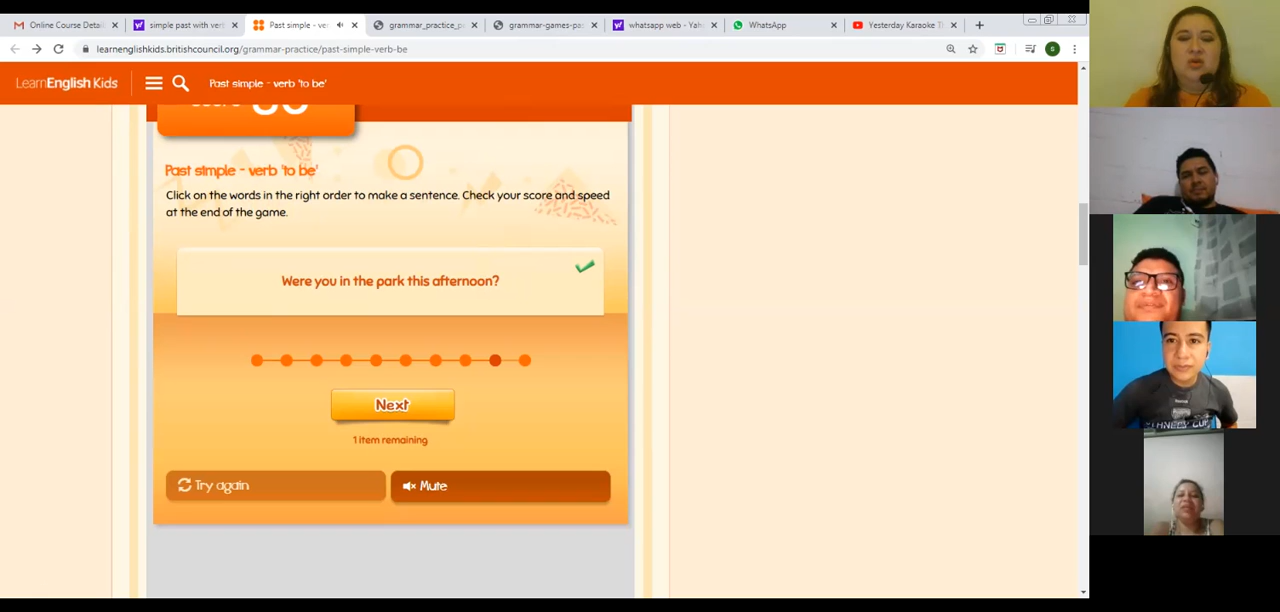 Online Course Detail
simple past with verb
Past simple - ve
grammar_practice_p
grammar-games-pa
whatsapp web - Yah
WhatsApp
Yesterday Karaoke T
learnenglishkids.britishcouncil.org/grammar-practice/past-simple-verb-be
S
LearnEnglish Kids
Past simple - verb 'to be'
Past simple - verb 'to be'
Click on the words in the right order to make a sentence. Check your score and speed
at the end of the game.
Were you in the park this afternoon?
Next
1 item remaining
Try again
Mute